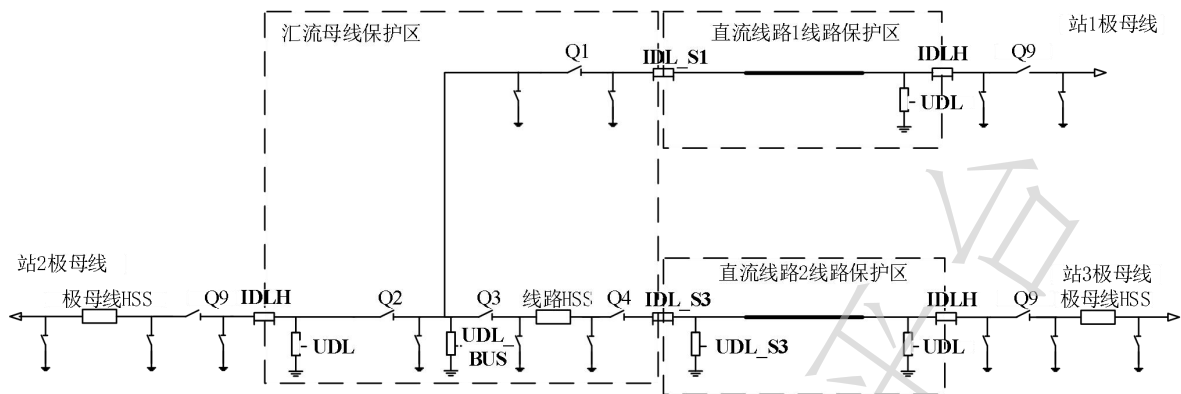 汇流母线保护区
直流线路1线路保护区
站1极母线
Q1
IDL_S1
IDLH
Q9
UDL
站2极母线
极母线HSS
Q9
IDLH
Q2
Q3
线路HSS
Q4
IDL_S3
直流线路2线路保护区
IDLH
Q9
站3极母线
极母线HSS
UDL
UDL_
BUS
UDL_S3
UDL